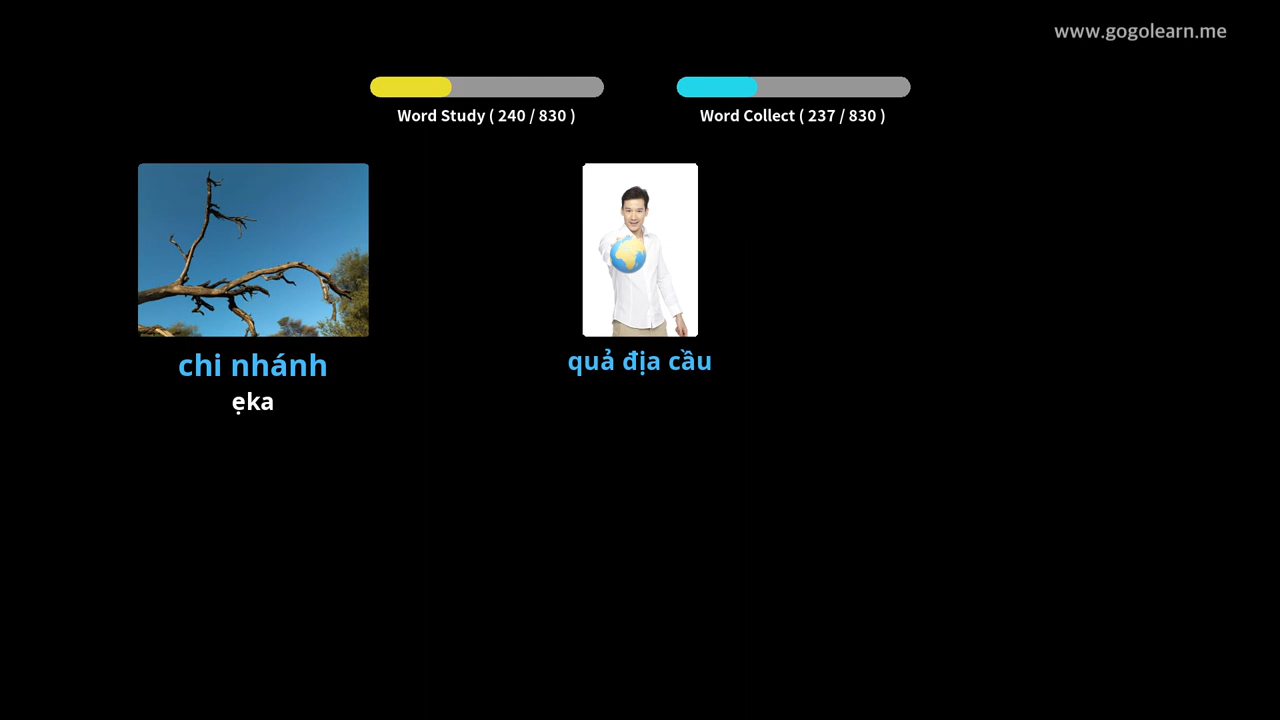 www.gogolearn.me
Word Study ( 240 / 830 )
Word Collect ( 237 / 830 )
chi nhánh
ẹka
quả địa cầu